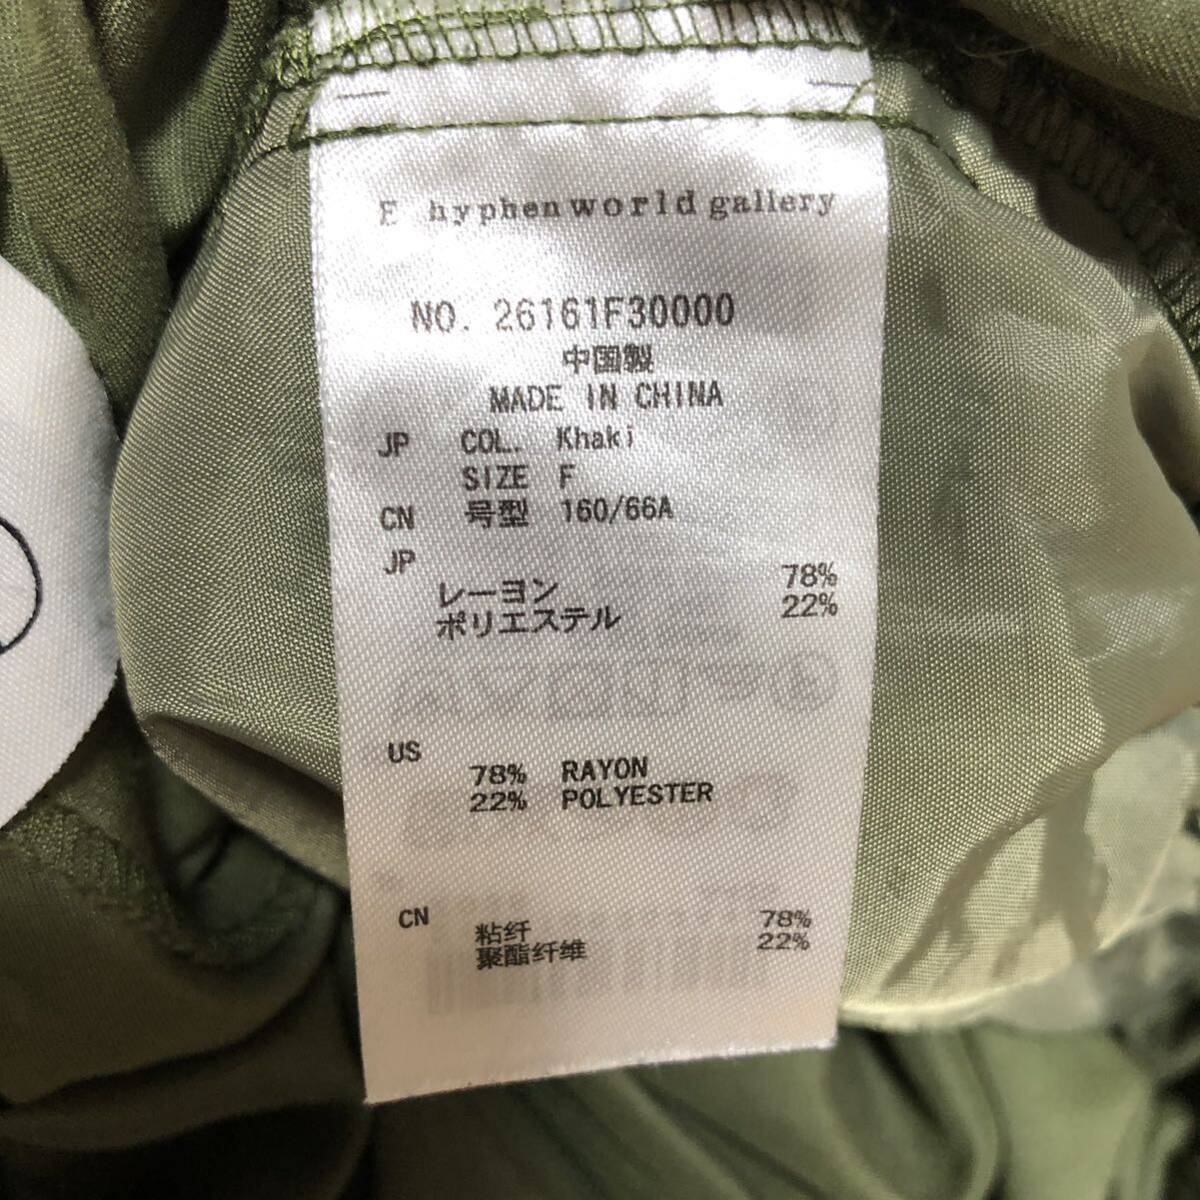 E hyphen world gallery
NO. 26161F30000
中国製
MADE IN CHINA
JP COL. Khaki
SIZE F
CN 号型 160/66A
JP
レーヨン 78%
ポリエステル 22%
US
78% RAYON
22% POLYESTER
CN
粘纤 78%
聚酯纤维 22%